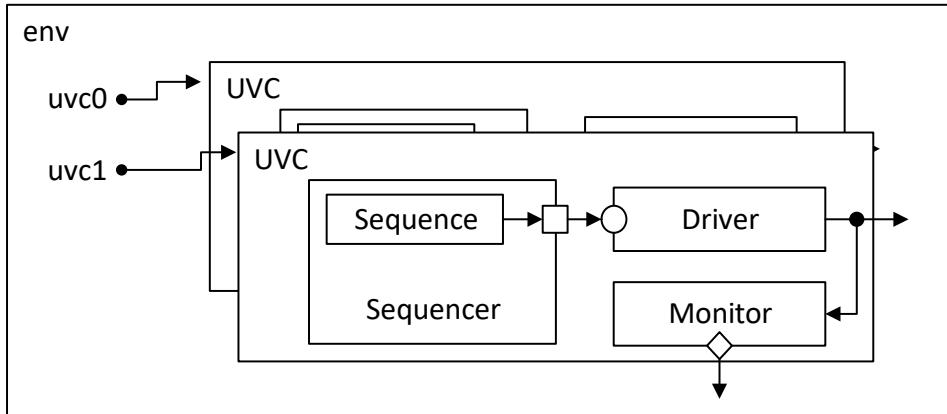 env
uvc0
UVC
uvc1
UVC
Sequence
Driver
Sequencer
Monitor